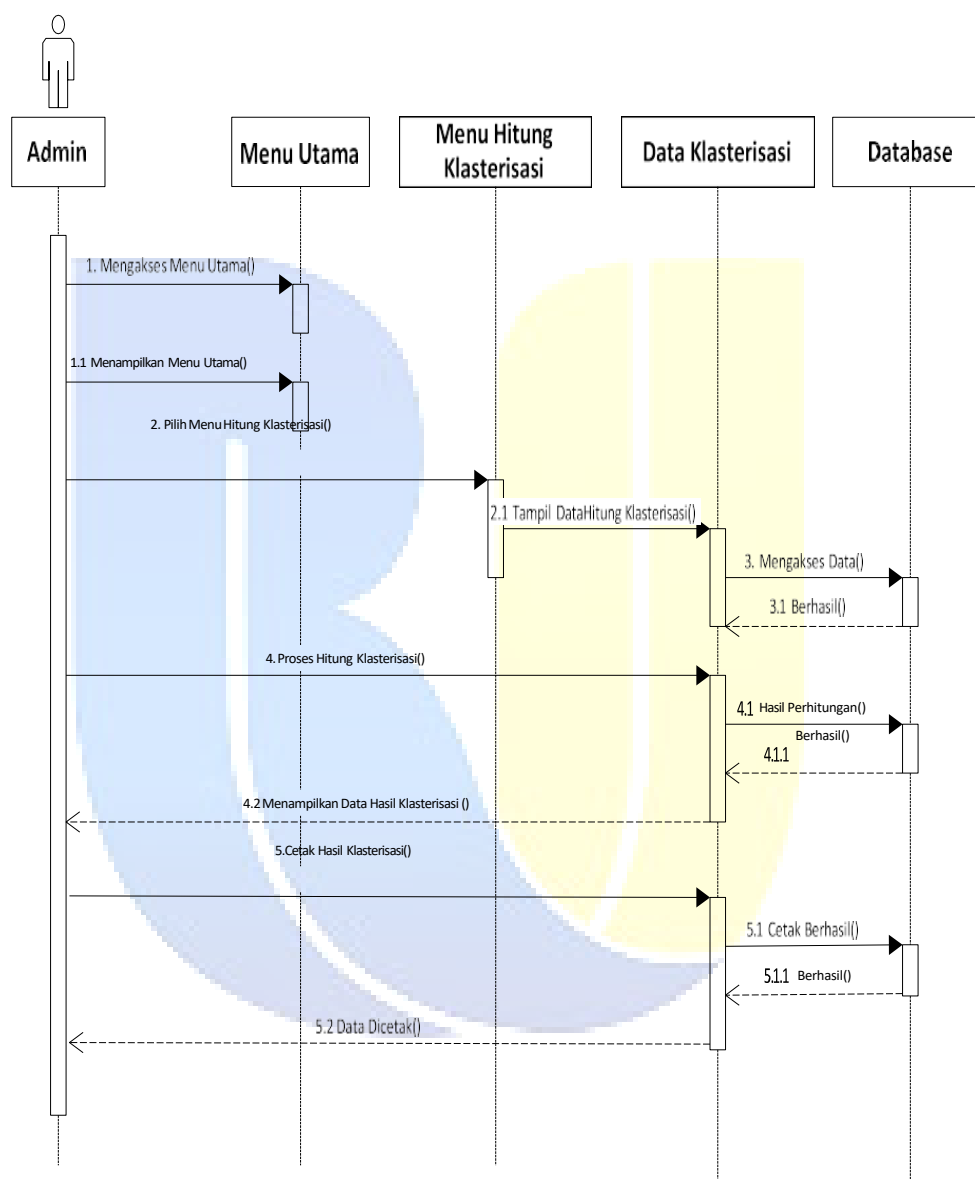 Admin
Menu Utama
Menu Hitung
Klasterisasi
Data Klasterisasi
Database
1. Mengakses Menu Utama()
1.1 Menampilkan Menu Utama()
2. Pilih Menu Hitung Klasterisasi()
2.1 Tampil DataHitung Klasterisasi()
3. Mengakses Data()
3.1 Berhasil()
4. Proses Hitung Klasterisasi()
4.1 Hasil Perhitungan()
Berhasil()
4.1.1
4.2 Menampilkan Data Hasil Klasterisasi ()
5.Cetak Hasil Klasterisasi()
5.1 Cetak Berhasil()
5.1.1 Berhasil()
5.2 Data Dicetak()